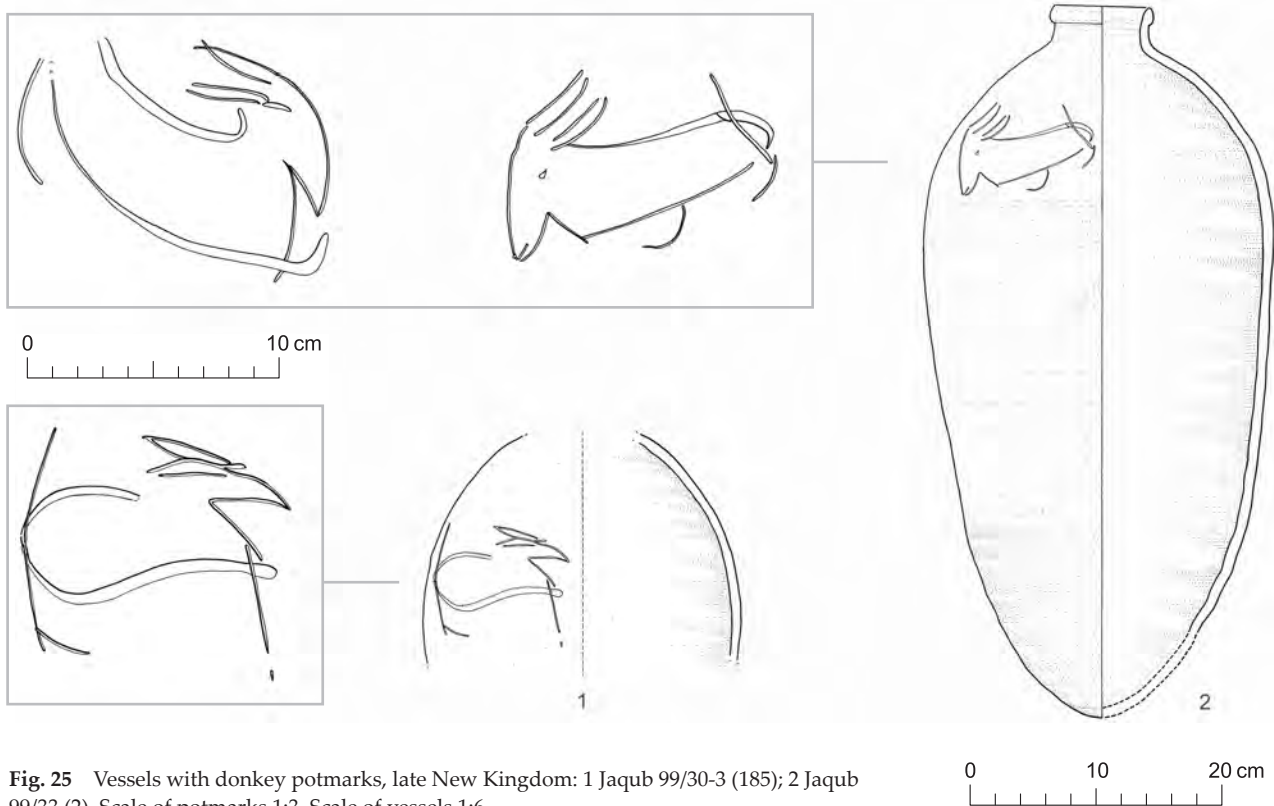 0 10 cm
1
2
0 10 20 cm
Fig. 25 Vessels with donkey potmarks, late New Kingdom: 1 Jaqub 99/30-3 (185); 2 Jaqub
99/33 (2). Scale of potmarks 1:3. Scale of vessels 1:6